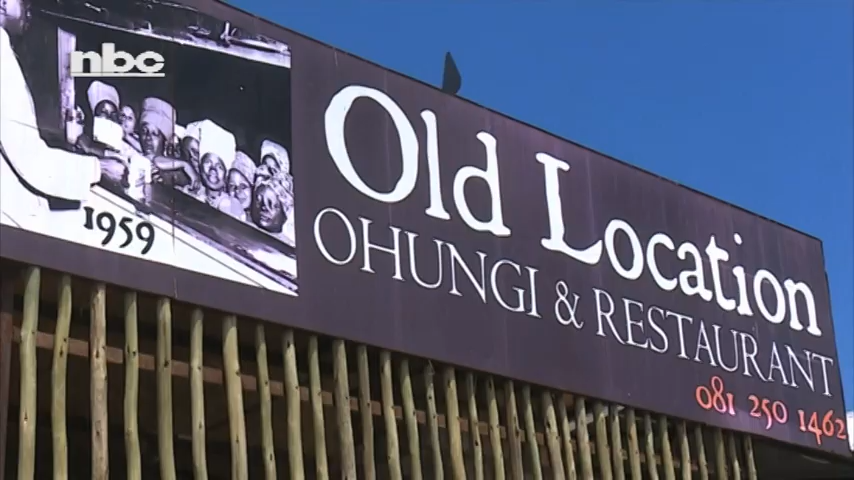 nbc
1959
Old Location
OHUNGI & RESTAURANT
081 250 1462